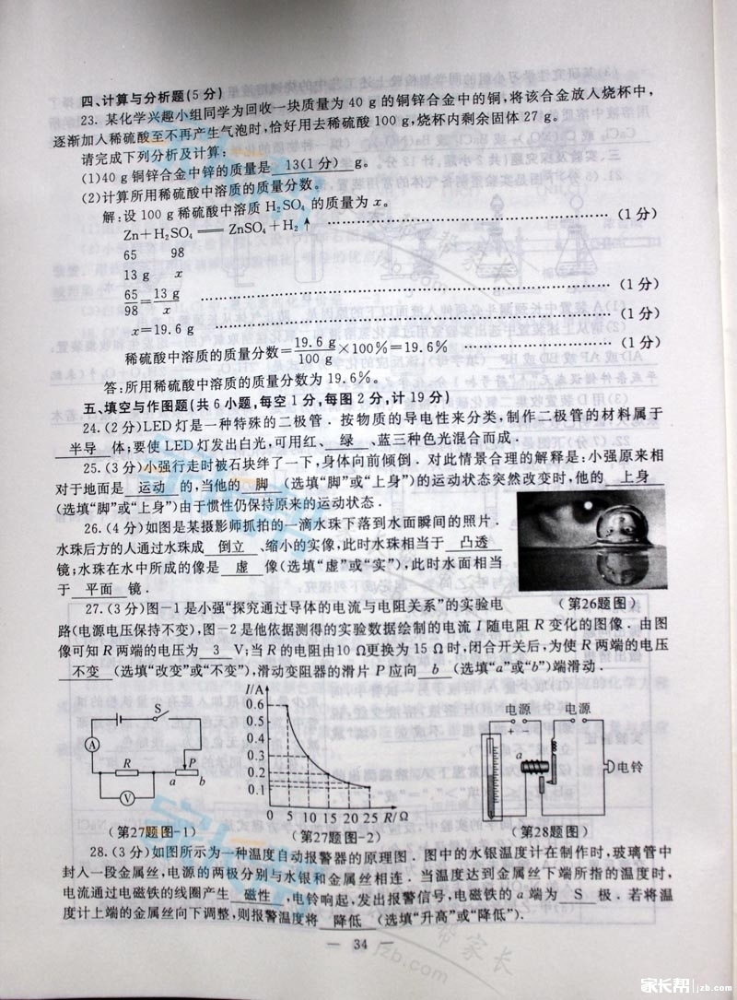 四、计算与分析题(5分)
23. 某化学兴趣小组同学为回收一块质量为 40 g 的铜锌合金中的铜,将该合金放入烧杯中,
逐渐加入稀硫酸至不再产生气泡时,恰好用去稀硫酸 100 g,烧杯内剩余固体 27 g。
请完成下列分析及计算:
(1)40 g 铜锌合金中锌的质量是 13(1分) g。
(2)计算所用稀硫酸中溶质的质量分数。
解:设 100 g 稀硫酸中溶质 H₂SO₄ 的质量为 x。
Zn+H₂SO₄══ZnSO₄+H₂↑ ……………………………… (1分)
65 98
13 g x
65/98=13 g/x ……………………………… (1分)
x=19.6 g ……………………………… (1分)
稀硫酸中溶质的质量分数=19.6 g/100 g×100%=19.6% ……………… (1分)
答:所用稀硫酸中溶质的质量分数为 19.6%。
五、填空与作图题(共6小题,每空1分,每图2分,计19分)
24.(2分)LED 灯是一种特殊的二极管．按物质的导电性来分类,制作二极管的材料属于
半导 体;要使 LED 灯发出白光,可用红、 绿 、蓝三种色光混合而成．
25.(3分)小强行走时被石块绊了一下,身体向前倾倒．对此情景合理的解释是:小强原来相
对于地面是 运动 的,当他的 脚 (选填“脚”或“上身”)的运动状态突然改变时,他的 上身
(选填“脚”或“上身”)由于惯性仍保持原来的运动状态．
26.(4分)如图是某摄影师抓拍的一滴水珠下落到水面瞬间的照片．
水珠后方的人通过水珠成 倒立 、缩小的实像,此时水珠相当于 凸透
镜;水珠在水中所成的像是 虚 像(选填“虚”或“实”),此时水面相当
于 平面 镜．
(第26题图)
27.(3分)图-1是小强“探究通过导体的电流与电阻关系”的实验电
路(电源电压保持不变),图-2是他依据测得的实验数据绘制的电流 I 随电阻 R 变化的图像．由图
像可知 R 两端的电压为 3 V;当 R 的电阻由10 Ω更换为 15 Ω 时,闭合开关后,为使 R 两端的电压
不变 (选填“改变”或“不变”),滑动变阻器的滑片 P 应向 b (选填“a”或“b”)端滑动．
S
A
R
P
a b
V
(第27题图-1)
I/A
0.6
0.5
0.4
0.3
0.2
0.1
0 5 10 15 20 25 R/Ω
(第27题图-2)
电源 电源
+ −
a
电铃
(第28题图)
28.(3分)如图所示为一种温度自动报警器的原理图．图中的水银温度计在制作时,玻璃管中
封入一段金属丝,电源的两极分别与水银和金属丝相连．当温度达到金属丝下端所指的温度时,
电流通过电磁铁的线圈产生 磁性 ,电铃响起,发出报警信号,电磁铁的 a 端为 S 极．若将温
度计上端的金属丝向下调整,则报警温度将 降低 (选填“升高”或“降低”)．
— 34 —
家长帮 jzb.com